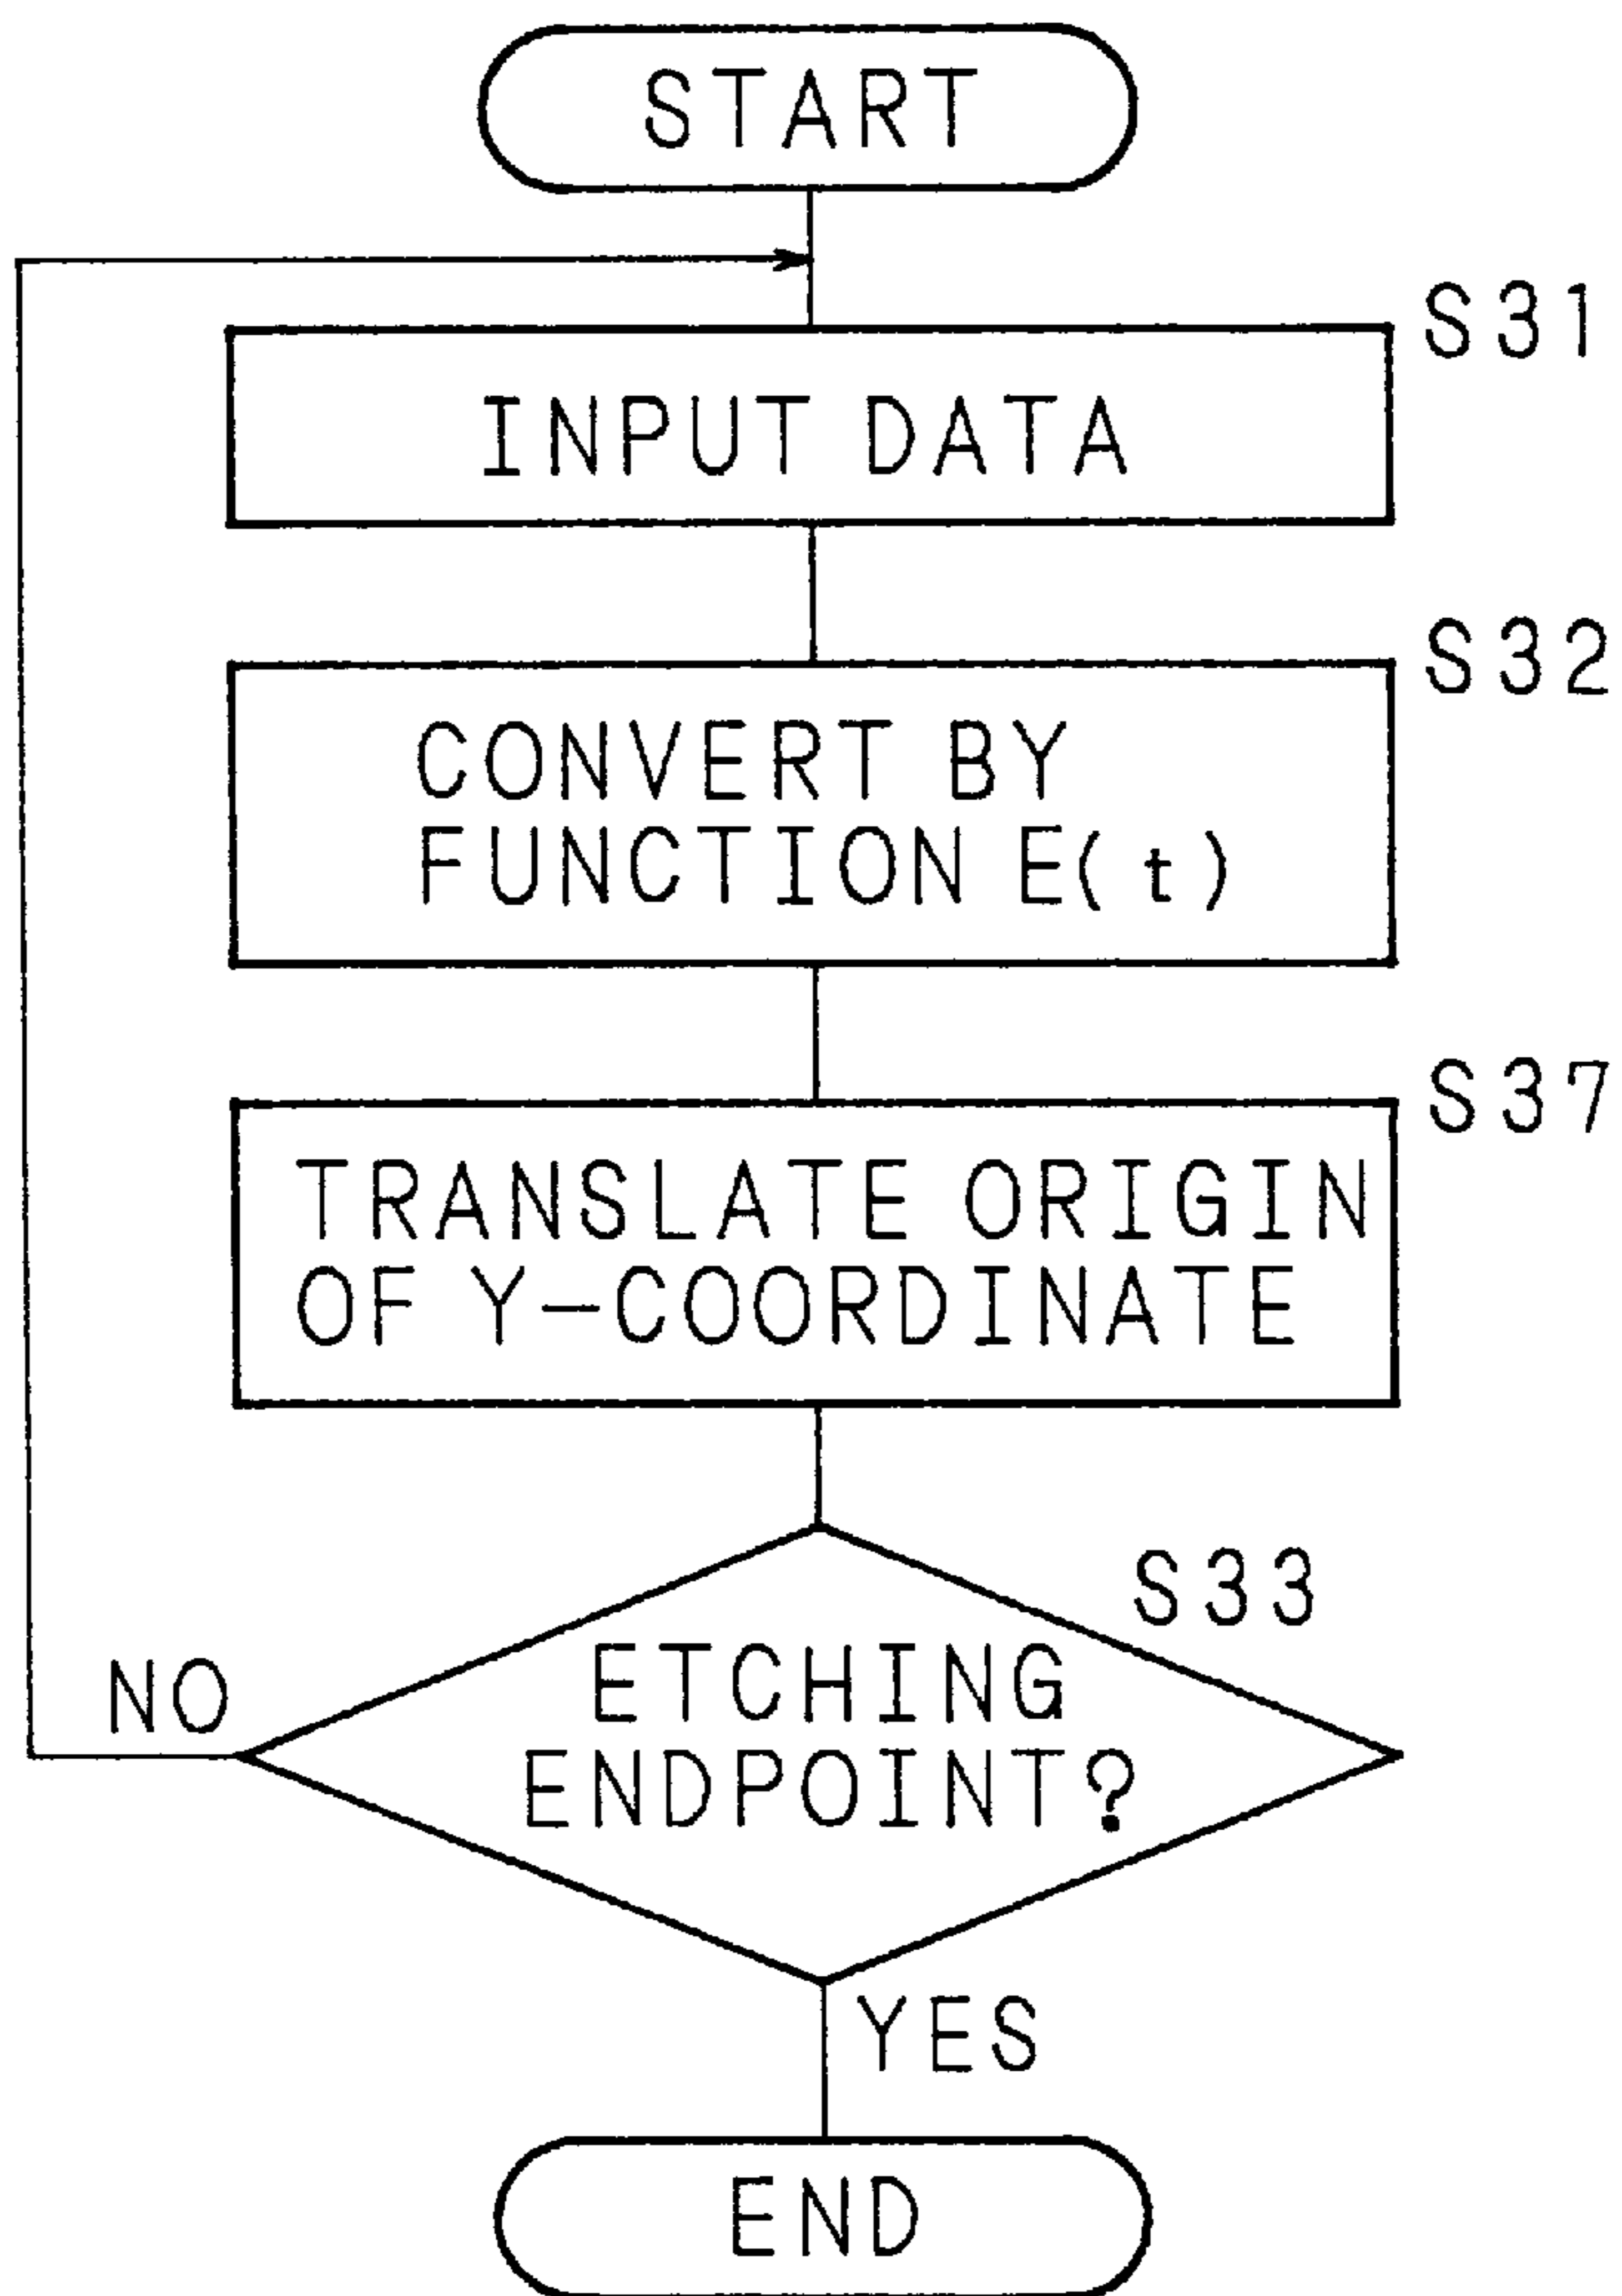 START
S31
INPUT DATA
S32
CONVERT BY
FUNCTION E(t)
S37
TRANSLATE ORIGIN
OF Y-COORDINATE
S33
ETCHING
ENDPOINT?
NO
YES
END